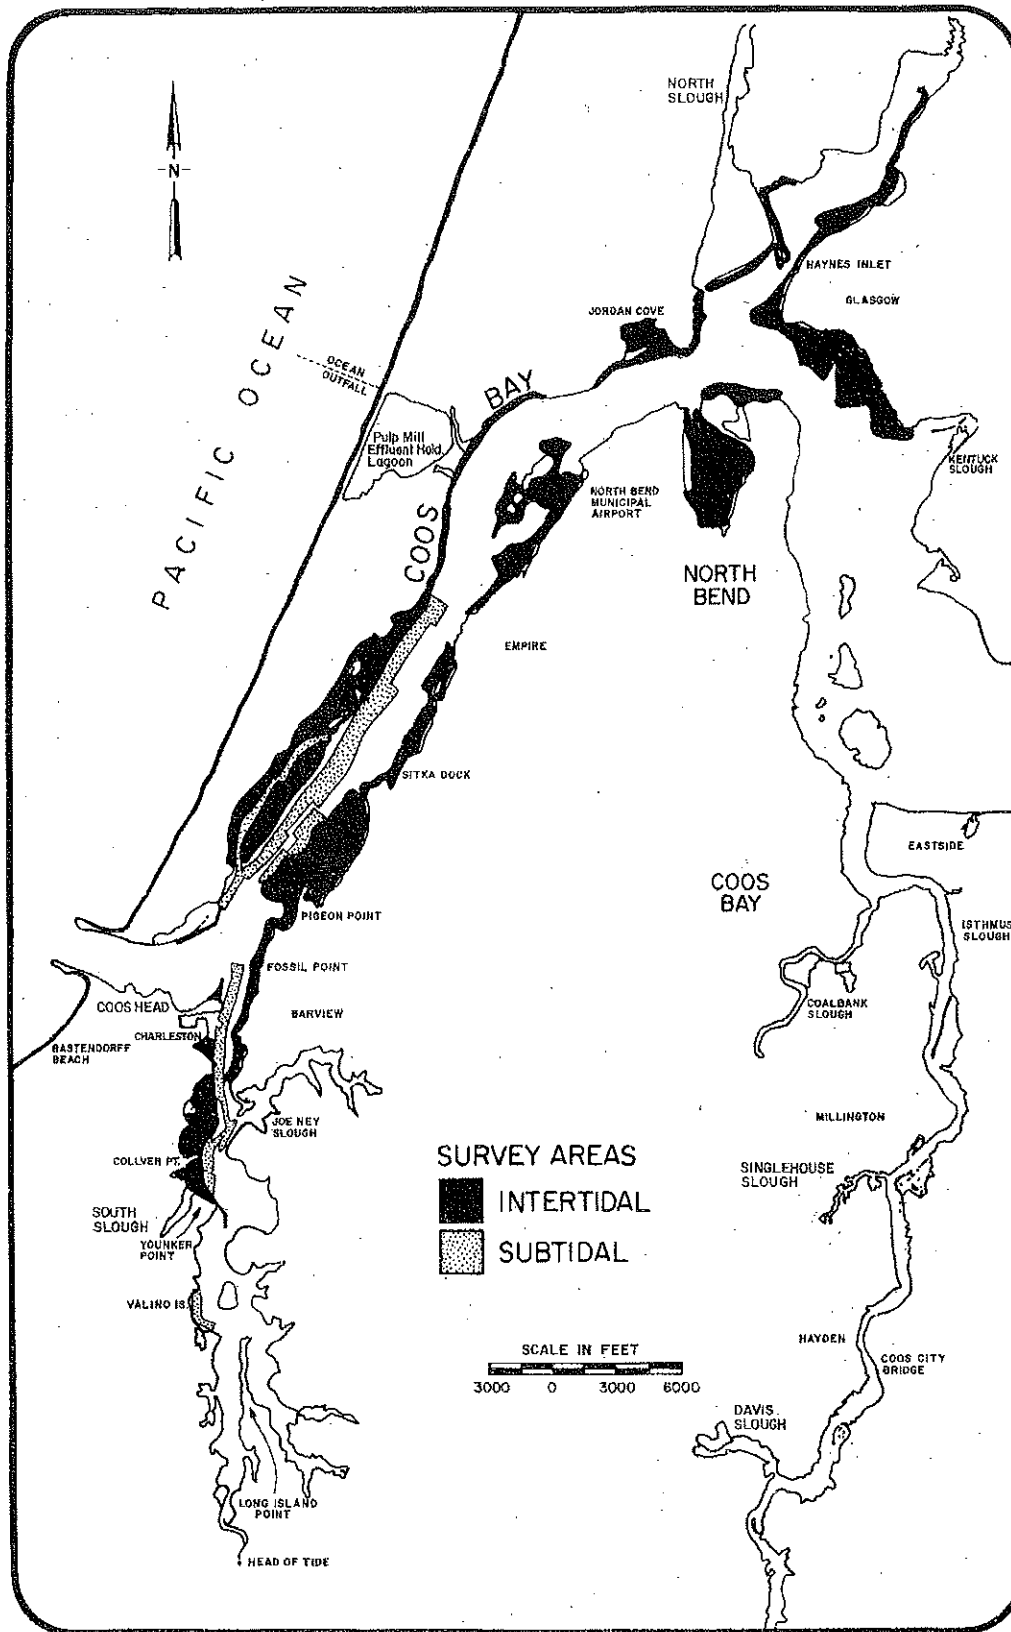 NORTH
SLOUGH
-N-
HAYNES INLET
GLASGOW
JORDAN COVE
PACIFIC OCEAN
OCEAN
OUTFALL
COOS BAY
Pulp Mill
Effluent Hold.
Lagoon
KENTUCK
SLOUGH
NORTH BEND
MUNICIPAL
AIRPORT
NORTH
BEND
EMPIRE
SITKA DOCK
EASTSIDE
COOS
BAY
PIGEON POINT
ISTHMUS
SLOUGH
FOSSIL POINT
COOS HEAD
BARVIEW
COALBANK
SLOUGH
CHARLESTON
BASTENDORFF
BEACH
JOE NEY
SLOUGH
MILLINGTON
COLLVER PT.
SURVEY AREAS
INTERTIDAL
SUBTIDAL
SINGLEHOUSE
SLOUGH
SOUTH
SLOUGH
YOUNKER
POINT
VALINO IS.
HAYDEN
COOS CITY
BRIDGE
SCALE IN FEET
3000 0 3000 6000
DAVIS
SLOUGH
LONG ISLAND
POINT
HEAD OF TIDE